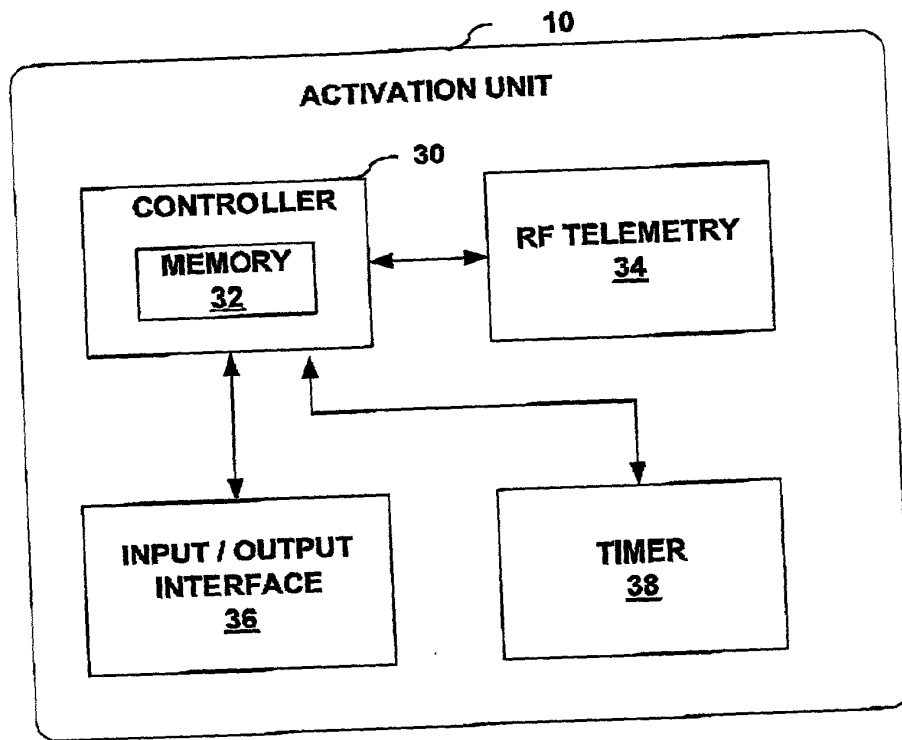 10
ACTIVATION UNIT
30
CONTROLLER
MEMORY
32
RF TELEMETRY
34
INPUT / OUTPUT
INTERFACE
36
TIMER
38